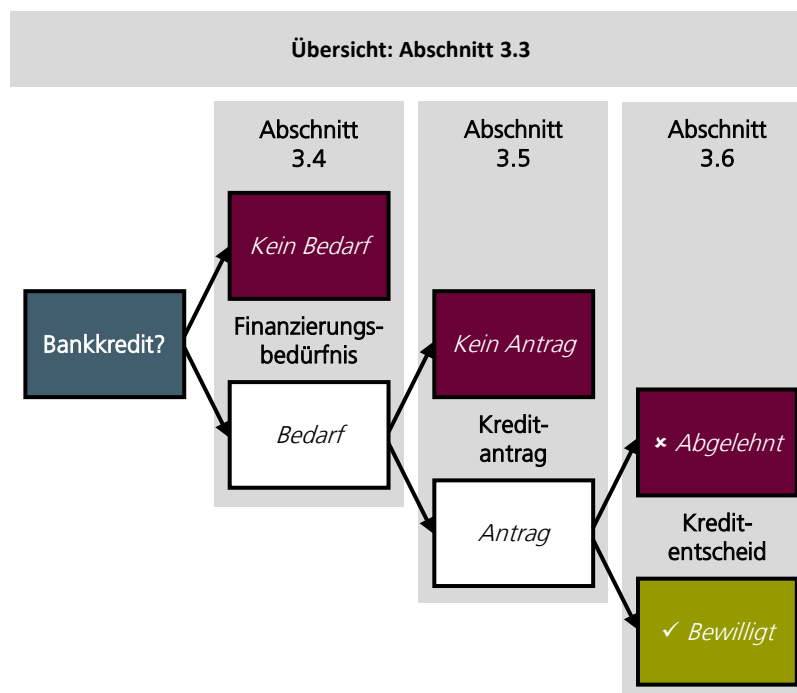 Übersicht: Abschnitt 3.3
Abschnitt
3.4
Abschnitt
3.5
Abschnitt
3.6
Kein Bedarf
Bankkredit?
Finanzierungs-
bedürfnis
Kein Antrag
Bedarf
Kredit-
antrag
× Abgelehnt
Antrag
Kredit-
entscheid
✓ Bewilligt